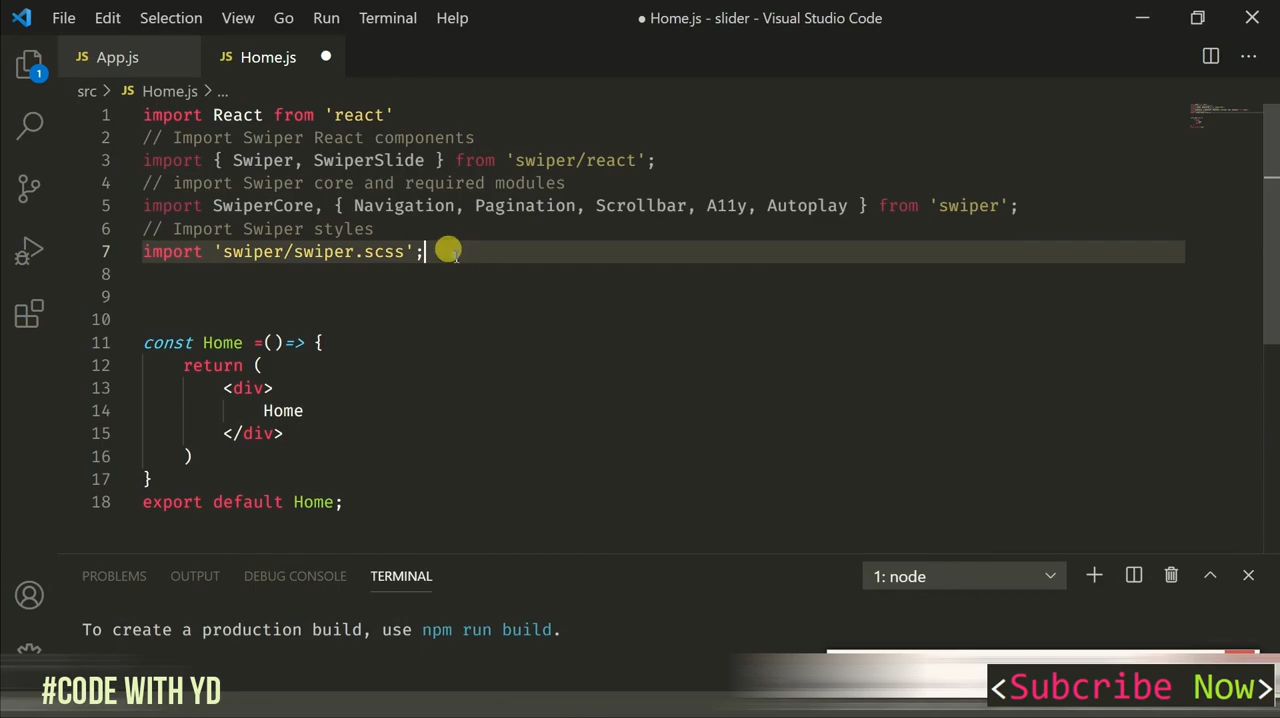 File Edit Selection View Go Run Terminal Help ● Home.js - slider - Visual Studio Code
JS App.js JS Home.js
src > JS Home.js > ...
1 import React from 'react'
2 // Import Swiper React components
3 import { Swiper, SwiperSlide } from 'swiper/react';
4 // import Swiper core and required modules
5 import SwiperCore, { Navigation, Pagination, Scrollbar, A11y, Autoplay } from 'swiper';
6 // Import Swiper styles
7 import 'swiper/swiper.scss';
8
9
10
11 const Home =()=> {
12 return (
13 <div>
14 Home
15 </div>
16 )
17 }
18 export default Home;
1
PROBLEMS OUTPUT DEBUG CONSOLE TERMINAL 1: node
To create a production build, use npm run build.
#CODE WITH YD
<Subcribe Now>